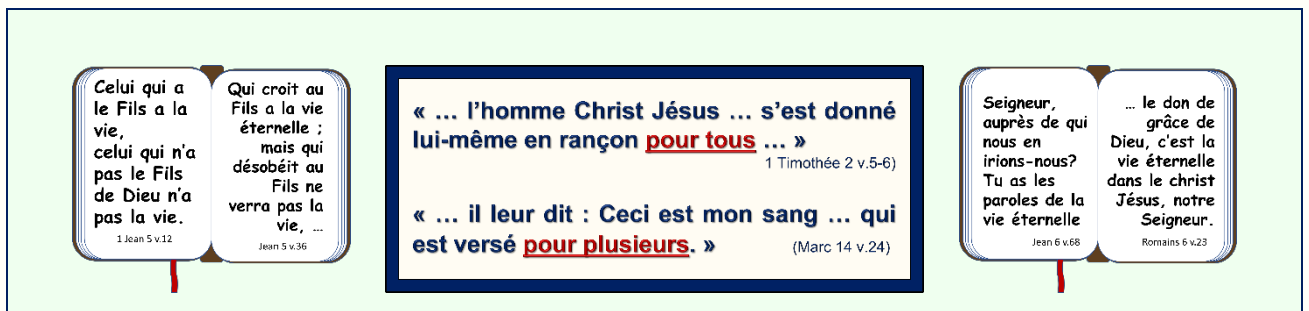 Celui qui a
le Fils a la
vie,
celui qui n’a
pas le Fils
de Dieu n’a
pas la vie.
1 Jean 5 v.12
Qui croit au
Fils a la vie
éternelle ;
mais qui
désobéit au
Fils ne
verra pas la
vie, …
Jean 5 v.36
« … l’homme Christ Jésus … s’est donné
lui-même en rançon pour tous … »
1 Timothée 2 v.5-6)
« … il leur dit : Ceci est mon sang … qui
est versé pour plusieurs. »
(Marc 14 v.24)
Seigneur,
auprès de qui
nous en
irions-nous?
Tu as les
paroles de la
vie éternelle
Jean 6 v.68
… le don de
grâce de
Dieu, c’est la
vie éternelle
dans le christ
Jésus, notre
Seigneur.
Romains 6 v.23